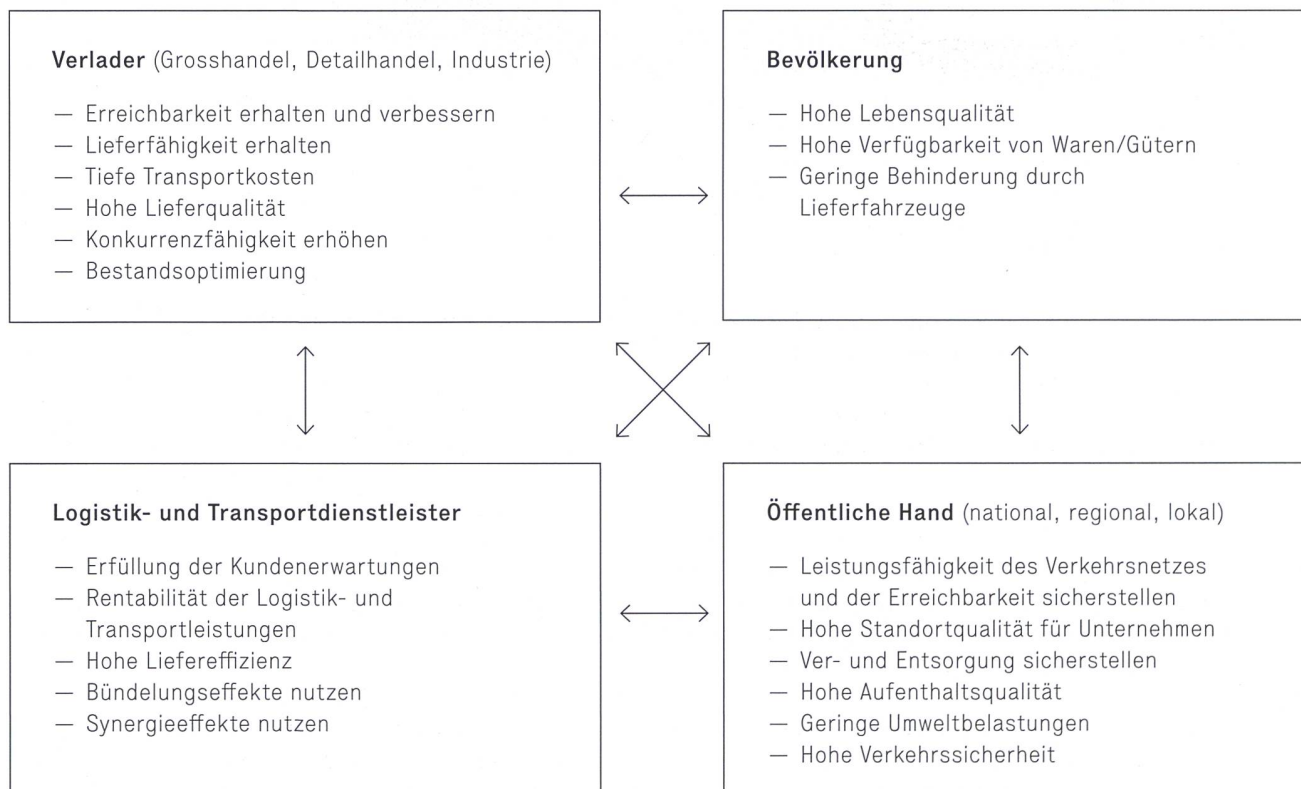 Verlader (Grosshandel, Detailhandel, Industrie)
— Erreichbarkeit erhalten und verbessern
— Lieferfähigkeit erhalten
— Tiefe Transportkosten
— Hohe Lieferqualität
— Konkurrenzfähigkeit erhöhen
— Bestandsoptimierung
Bevölkerung
— Hohe Lebensqualität
— Hohe Verfügbarkeit von Waren/Gütern
— Geringe Behinderung durch
Lieferfahrzeuge
Logistik- und Transportdienstleister
— Erfüllung der Kundenerwartungen
— Rentabilität der Logistik- und
Transportleistungen
— Hohe Liefereffizienz
— Bündelungseffekte nutzen
— Synergieeffekte nutzen
Öffentliche Hand (national, regional, lokal)
— Leistungsfähigkeit des Verkehrsnetzes
und der Erreichbarkeit sicherstellen
— Hohe Standortqualität für Unternehmen
— Ver- und Entsorgung sicherstellen
— Hohe Aufenthaltsqualität
— Geringe Umweltbelastungen
— Hohe Verkehrssicherheit